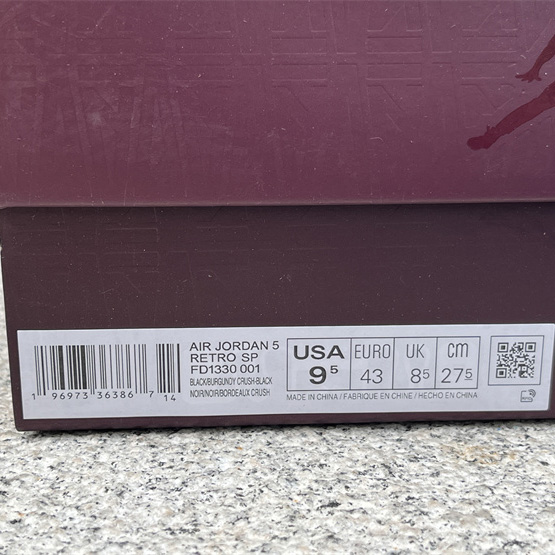 AIR JORDAN 5
RETRO SP
FD1330 001
BLACK/BURGUNDY CRUSH-BLACK
NOIR/NOIR/BORDEAUX CRUSH
1 96973 36386 7 14
USA EURO UK CM
9⁵ 43 8⁵ 27⁵
MADE IN CHINA / FABRIQUE EN CHINE / HECHO EN CHINA